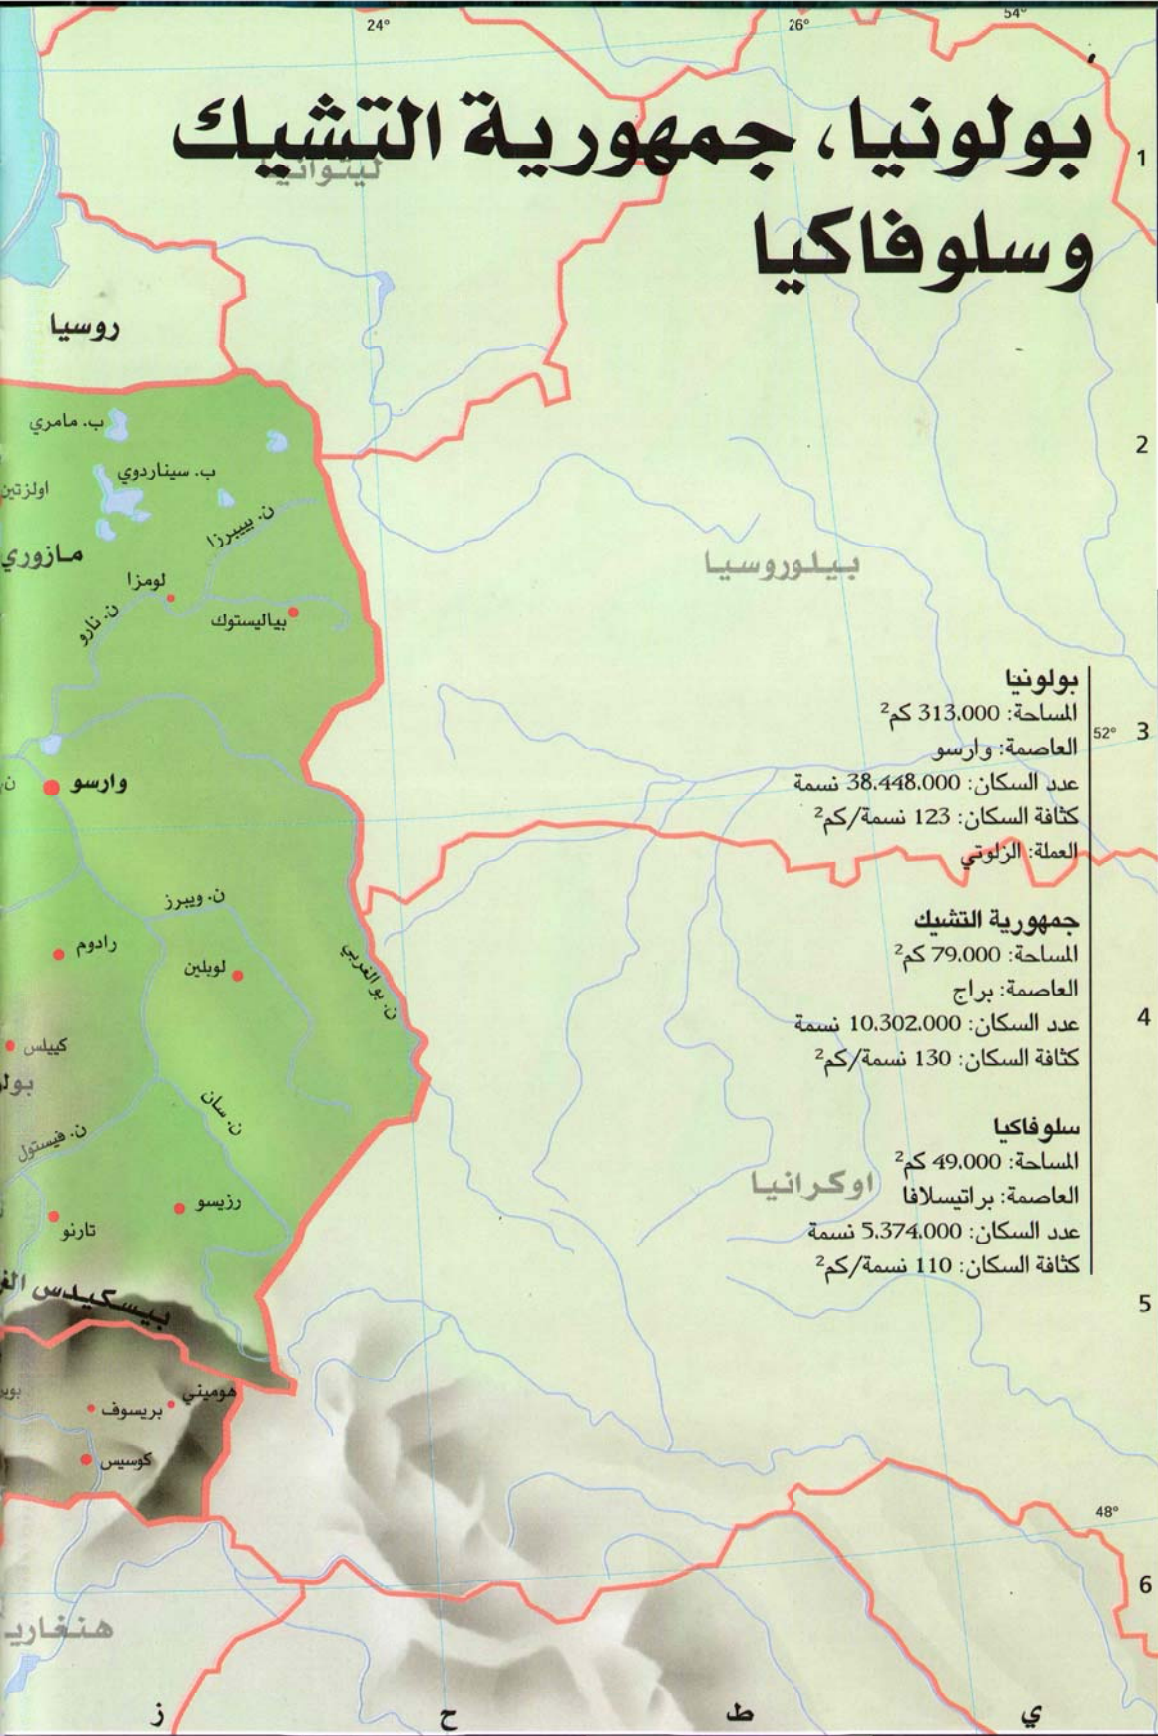 24°
26°
54°
بولونيا، جمهورية التشيك
وسلوفاكيا
ليتوانيا
1
روسيا
ب. مامري
2
ب. سيناردوي
اولزتين
ن. بييبرزا
مازوري
بيلوروسيا
لومزا
ن. نارو
بياليستوك
بولونيا
المساحة: 313.000 كم²
52°
3
العاصمة: وارسو
وارسو
عدد السكان: 38.448.000 نسمة
كثافة السكان: 123 نسمة/كم²
العملة: الزلوتي
ن. ويبرز
جمهورية التشيك
رادوم
المساحة: 79.000 كم²
لوبلين
ن. بو الغربي
العاصمة: براج
4
عدد السكان: 10.302.000 نسمة
كييلس
كثافة السكان: 130 نسمة/كم²
بولو
ن. سان
سلوفاكيا
ن. فيستول
المساحة: 49.000 كم²
اوكرانيا
العاصمة: براتيسلافا
رزيسو
تارنو
عدد السكان: 5.374.000 نسمة
كثافة السكان: 110 نسمة/كم²
بيسكيدس الغ
5
هوميني
بريسوف
كوسيس
48°
6
هنغاريا
ز
ح
ط
ي